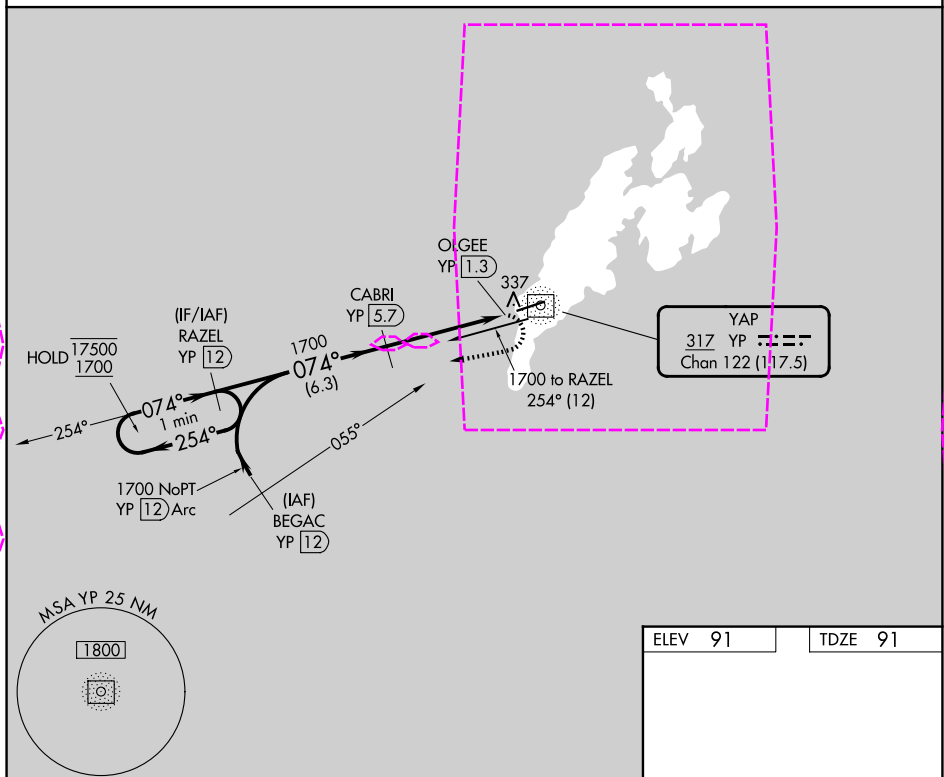 OLGEE
YP 1.3
337
CABRI
YP 5.7
(IF/IAF)
RAZEL
YP 12
HOLD 17500
1700
1700
074°
(6.3)
074°
1 min
254°
254°
055°
1700 to RAZEL
254° (12)
YAP
317 YP
Chan 122 (117.5)
1700 NoPT
YP 12 Arc
(IAF)
BEGAC
YP 12
MSA YP 25 NM
1800
ELEV 91
TDZE 91